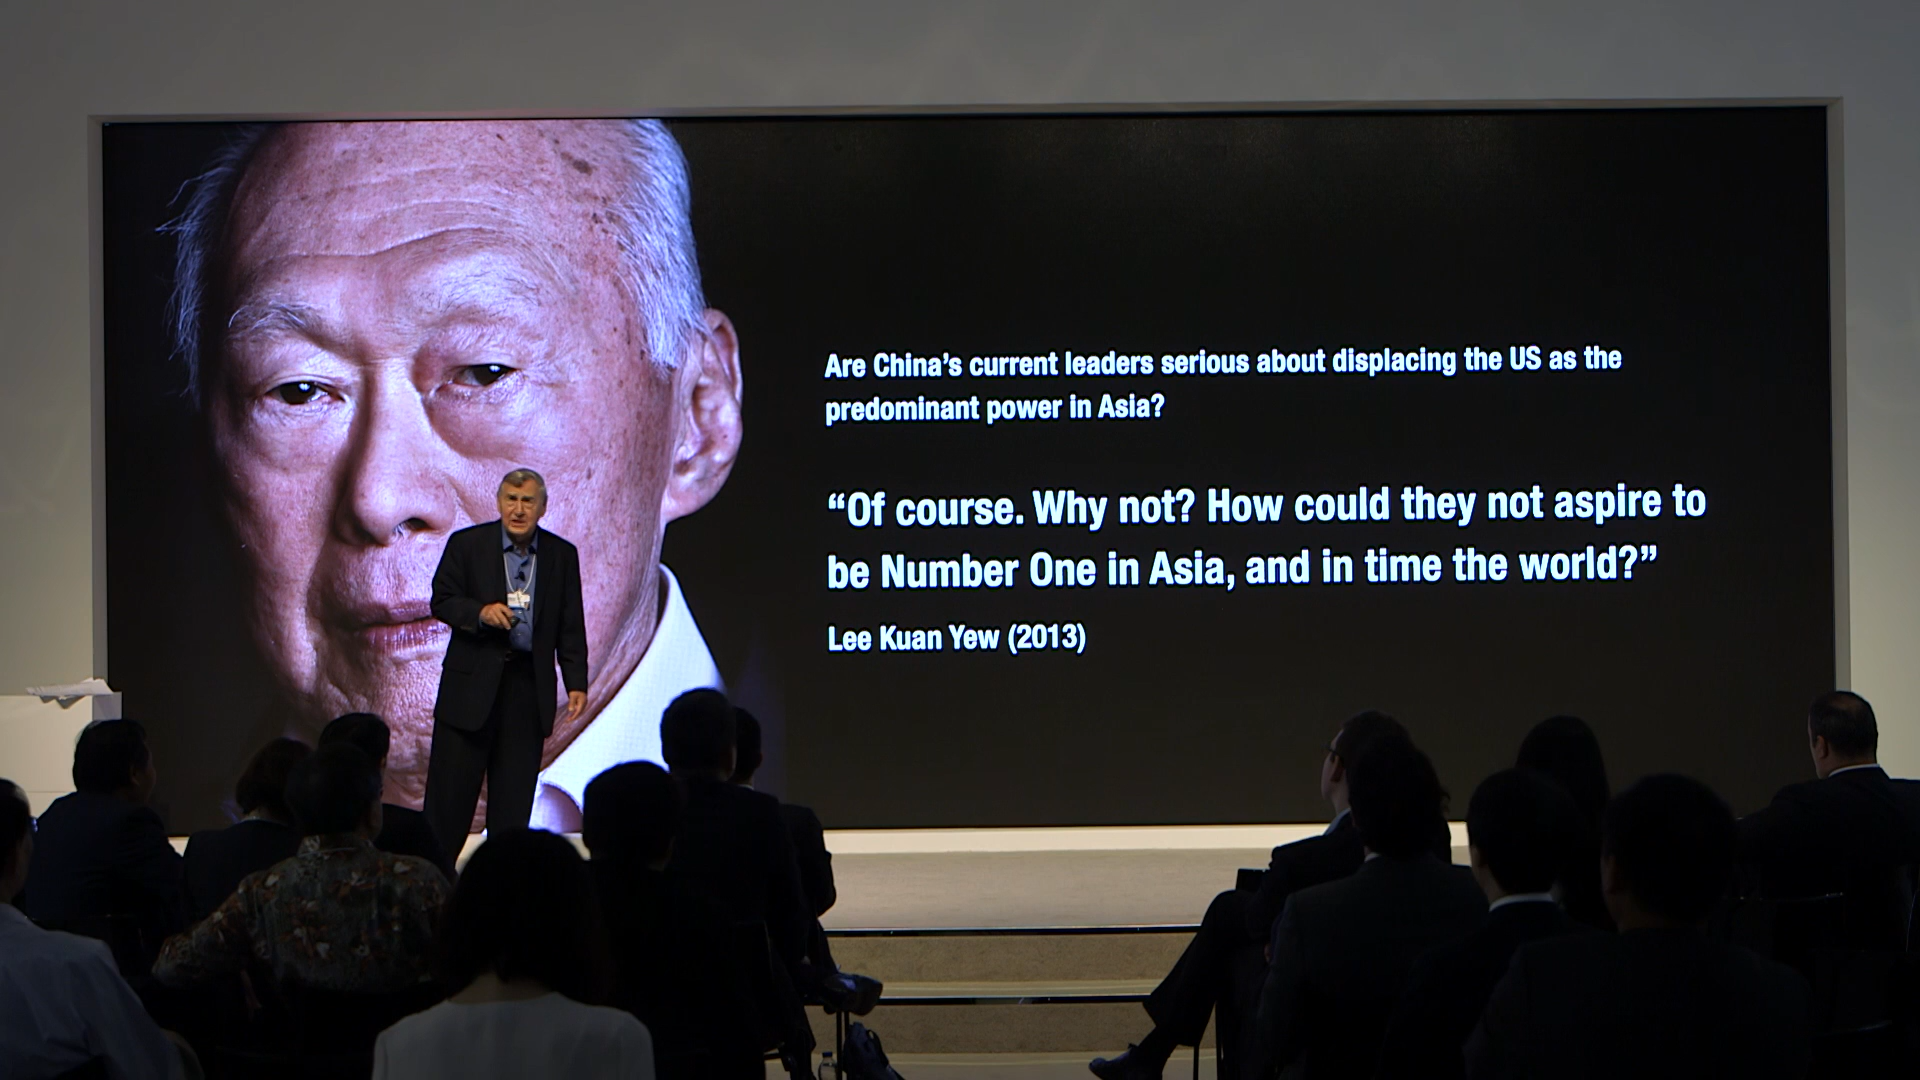 Are China’s current leaders serious about displacing the US as the
predominant power in Asia?
“Of course. Why not? How could they not aspire to
be Number One in Asia, and in time the world?”
Lee Kuan Yew (2013)